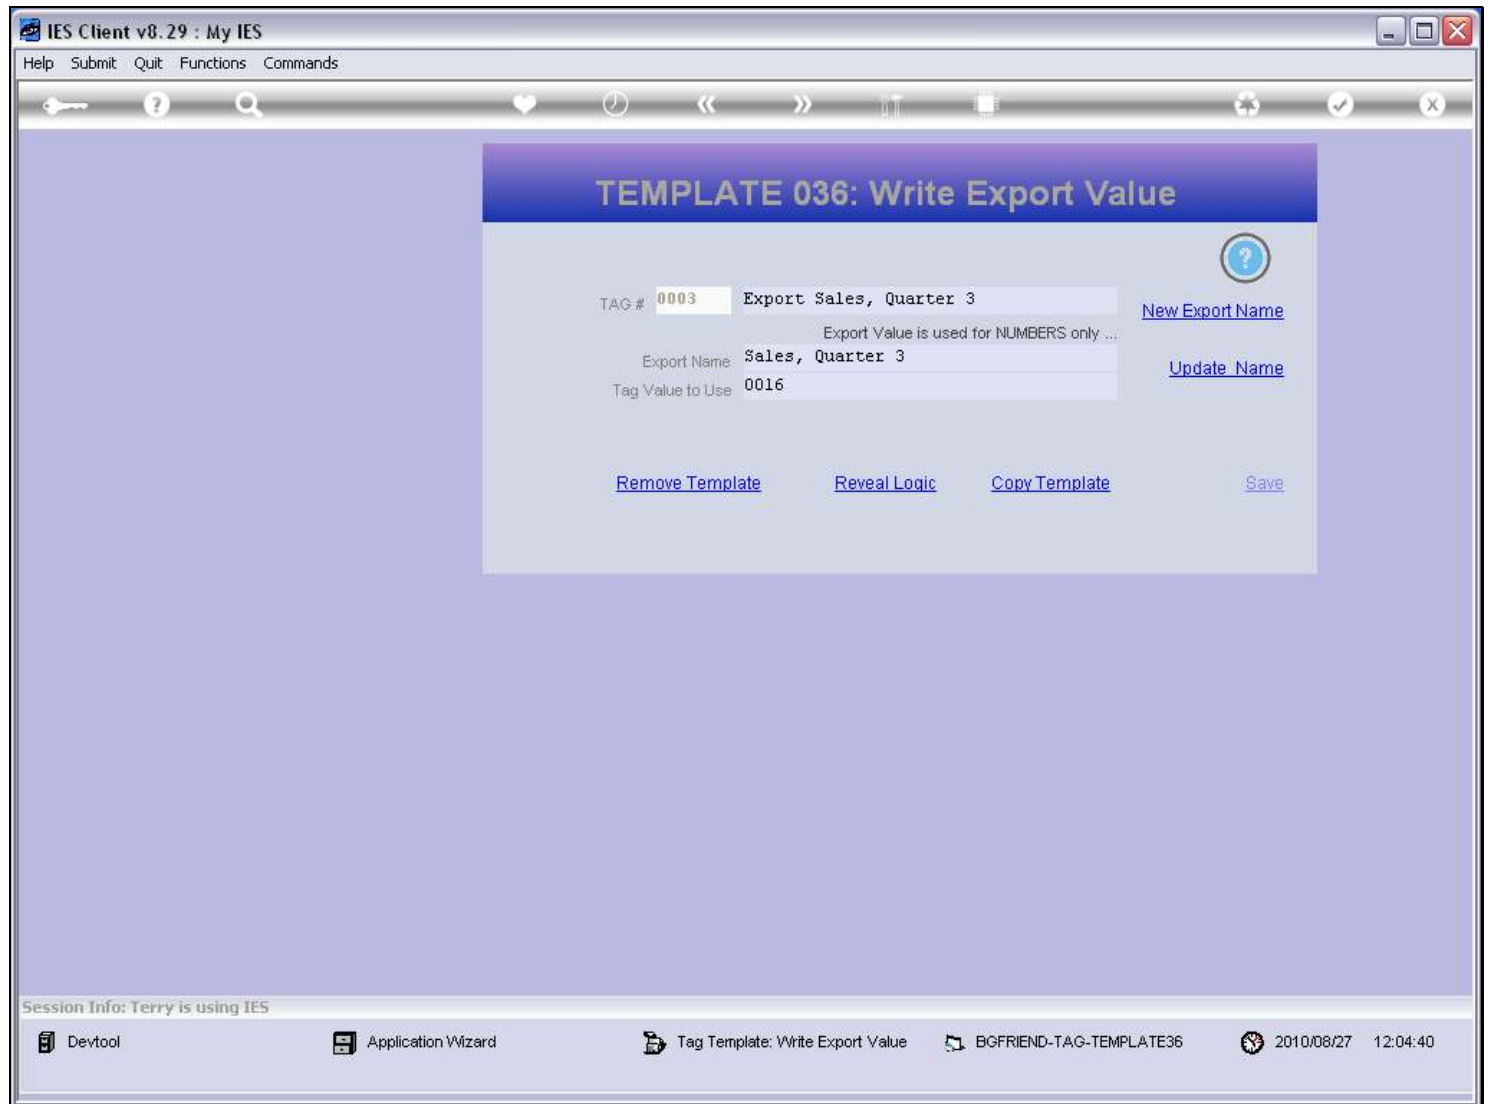 IES Client v8.29 : My IES
Help Submit Quit Functions Commands
TEMPLATE 036: Write Export Value
TAG # 0003 Export Sales, Quarter 3
New Export Name
Export Value is used for NUMBERS only ...
Export Name Sales, Quarter 3
Update Name
Tag Value to Use 0016
Remove Template Reveal Logic Copy Template Save
Session Info: Terry is using IES
Devtool Application Wizard Tag Template: Write Export Value BGFRIEND-TAG-TEMPLATE36 2010/08/27 12:04:40